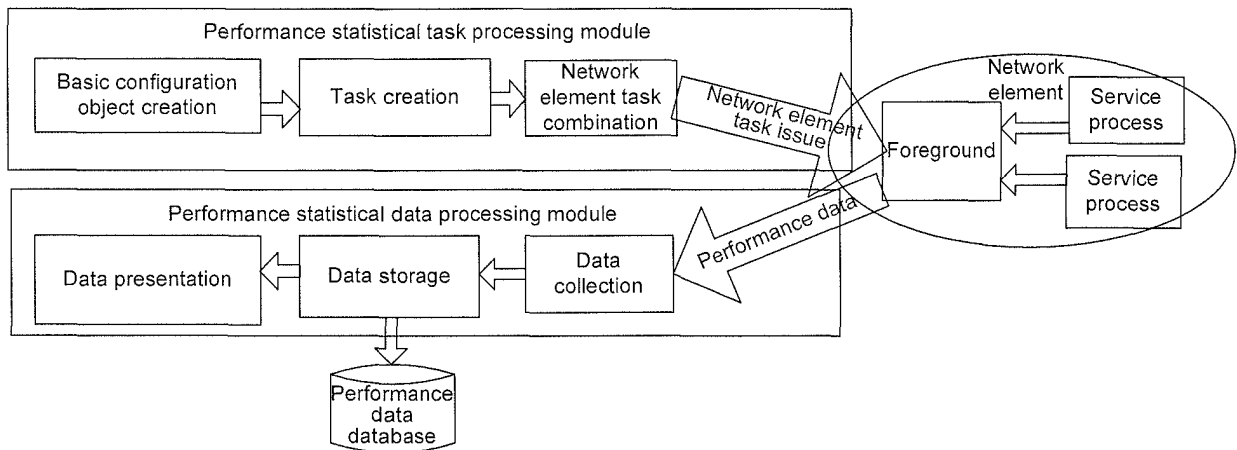 Performance statistical task processing module
Basic configuration
object creation
Task creation
Network
element task
combination
Network element
task issue
Network
element
Foreground
Service
process
Service
process
Performance statistical data processing module
Data presentation
Data storage
Data
collection
Performance data
Performance
data
database